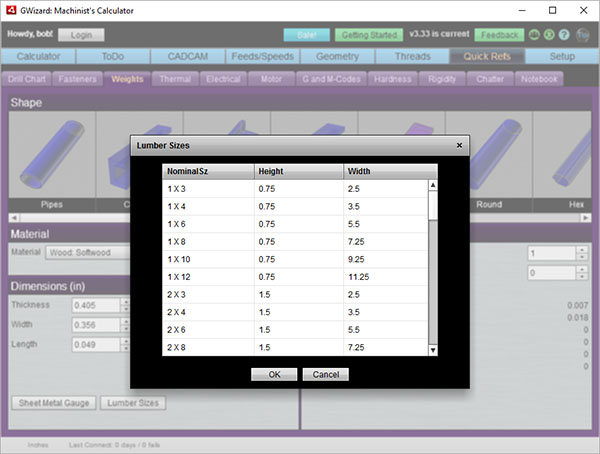 GWizard: Machinist's Calculator
Howdy, bob! Login Sale! Getting Started v3.33 is current Feedback
Calculator ToDo CADCAM Feeds/Speeds Geometry Threads Quick Refs Setup
Drill Chart Fasteners Weights Thermal Electrical Motor G and M-Codes Hardness Rigidity Chatter Notebook
Shape
Pipes Round Hex
Lumber Sizes
NominalSz Height Width
1 X 3 0.75 2.5
1 X 4 0.75 3.5
1 X 6 0.75 5.5
1 X 8 0.75 7.25
1 X 10 0.75 9.25
1 X 12 0.75 11.25
2 X 3 1.5 2.5
2 X 4 1.5 3.5
2 X 6 1.5 5.5
2 X 8 1.5 7.25
OK Cancel
Material
Material Wood: Softwood
1
0
Dimensions (in)
Thickness 0.405
Width 0.356
Length 0.049
0.007
0.018
0
0
0
0
Sheet Metal Gauge Lumber Sizes
Inches Last Connect: 0 days / 0 fails